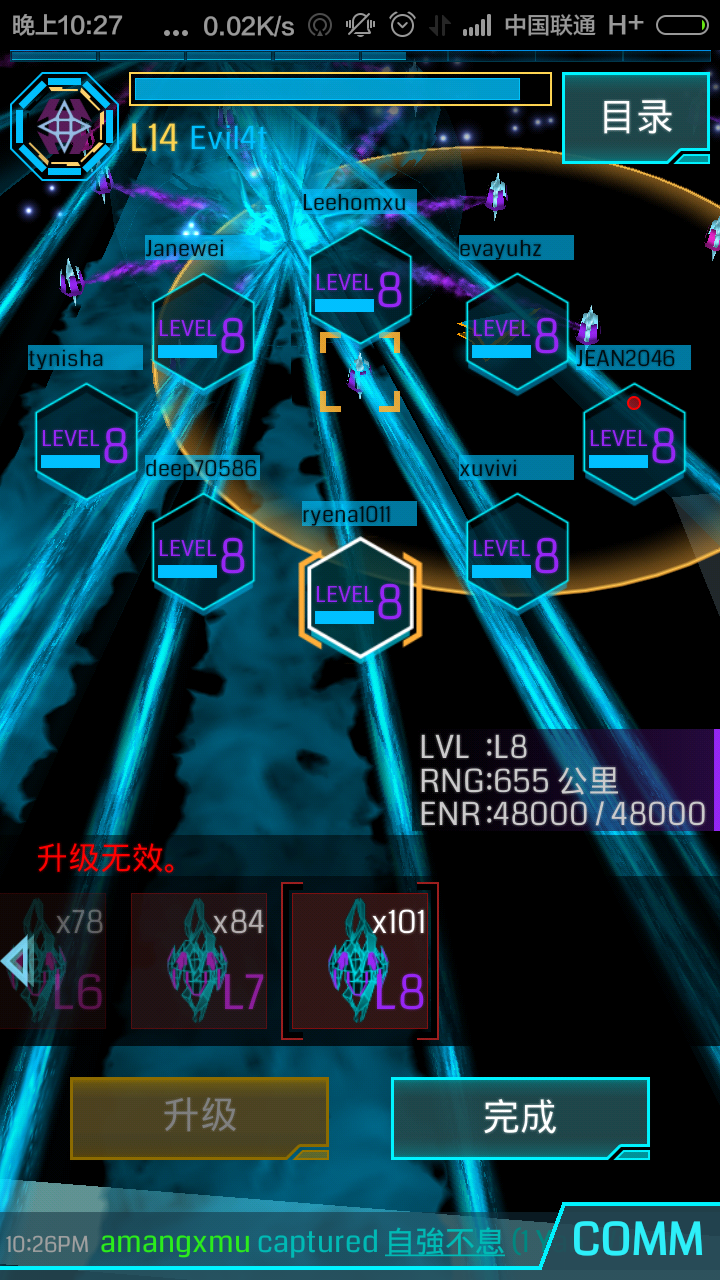 晚上10:27 ... 0.02K/s 中国联通 H+
目录
L14 Evil4t
Leehomxu
Janewei
evayuhz
LEVEL 8
LEVEL 8
LEVEL 8
tynisha
JEAN2046
LEVEL 8
LEVEL 8
deep70586
xuvivi
ryena1011
LEVEL 8
LEVEL 8
LEVEL 8
LVL :L8
RNG:655 公里
ENR:48000/48000
升级无效。
x78 x84 x101
L6 L7 L8
升级 完成
10:26PM amangxmu captured 自強不息 (1 COMM